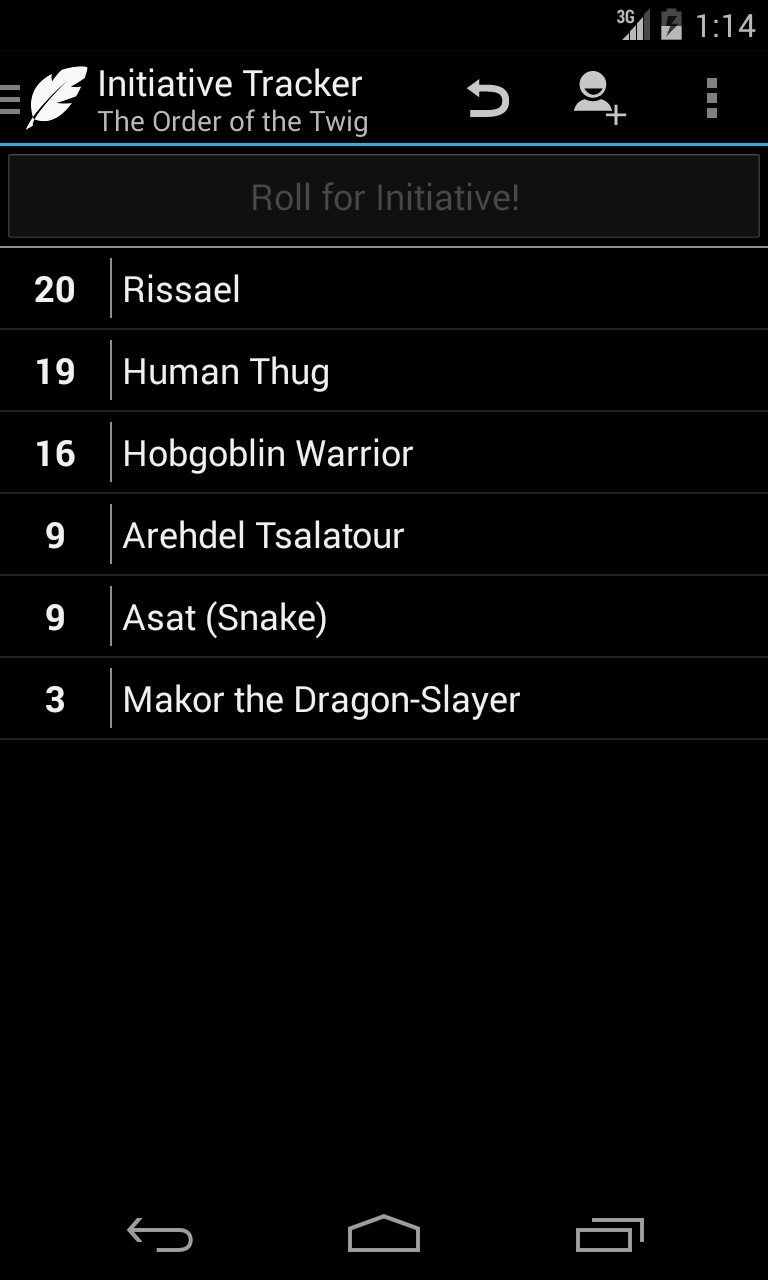 3G 1:14
Initiative Tracker
The Order of the Twig
Roll for Initiative!
20 Rissael
19 Human Thug
16 Hobgoblin Warrior
9 Arehdel Tsalatour
9 Asat (Snake)
3 Makor the Dragon-Slayer